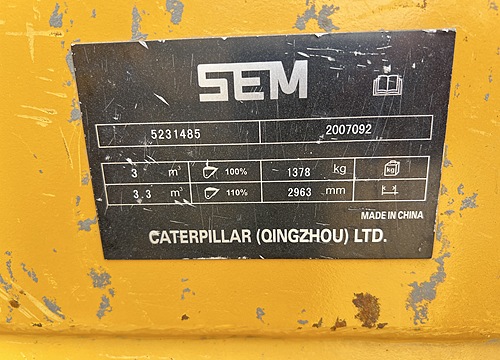 SEM
5231485 2007092
3 m³ 100% 1378 kg kg
3.3 m³ 110% 2963 mm
MADE IN CHINA
CATERPILLAR (QINGZHOU) LTD.